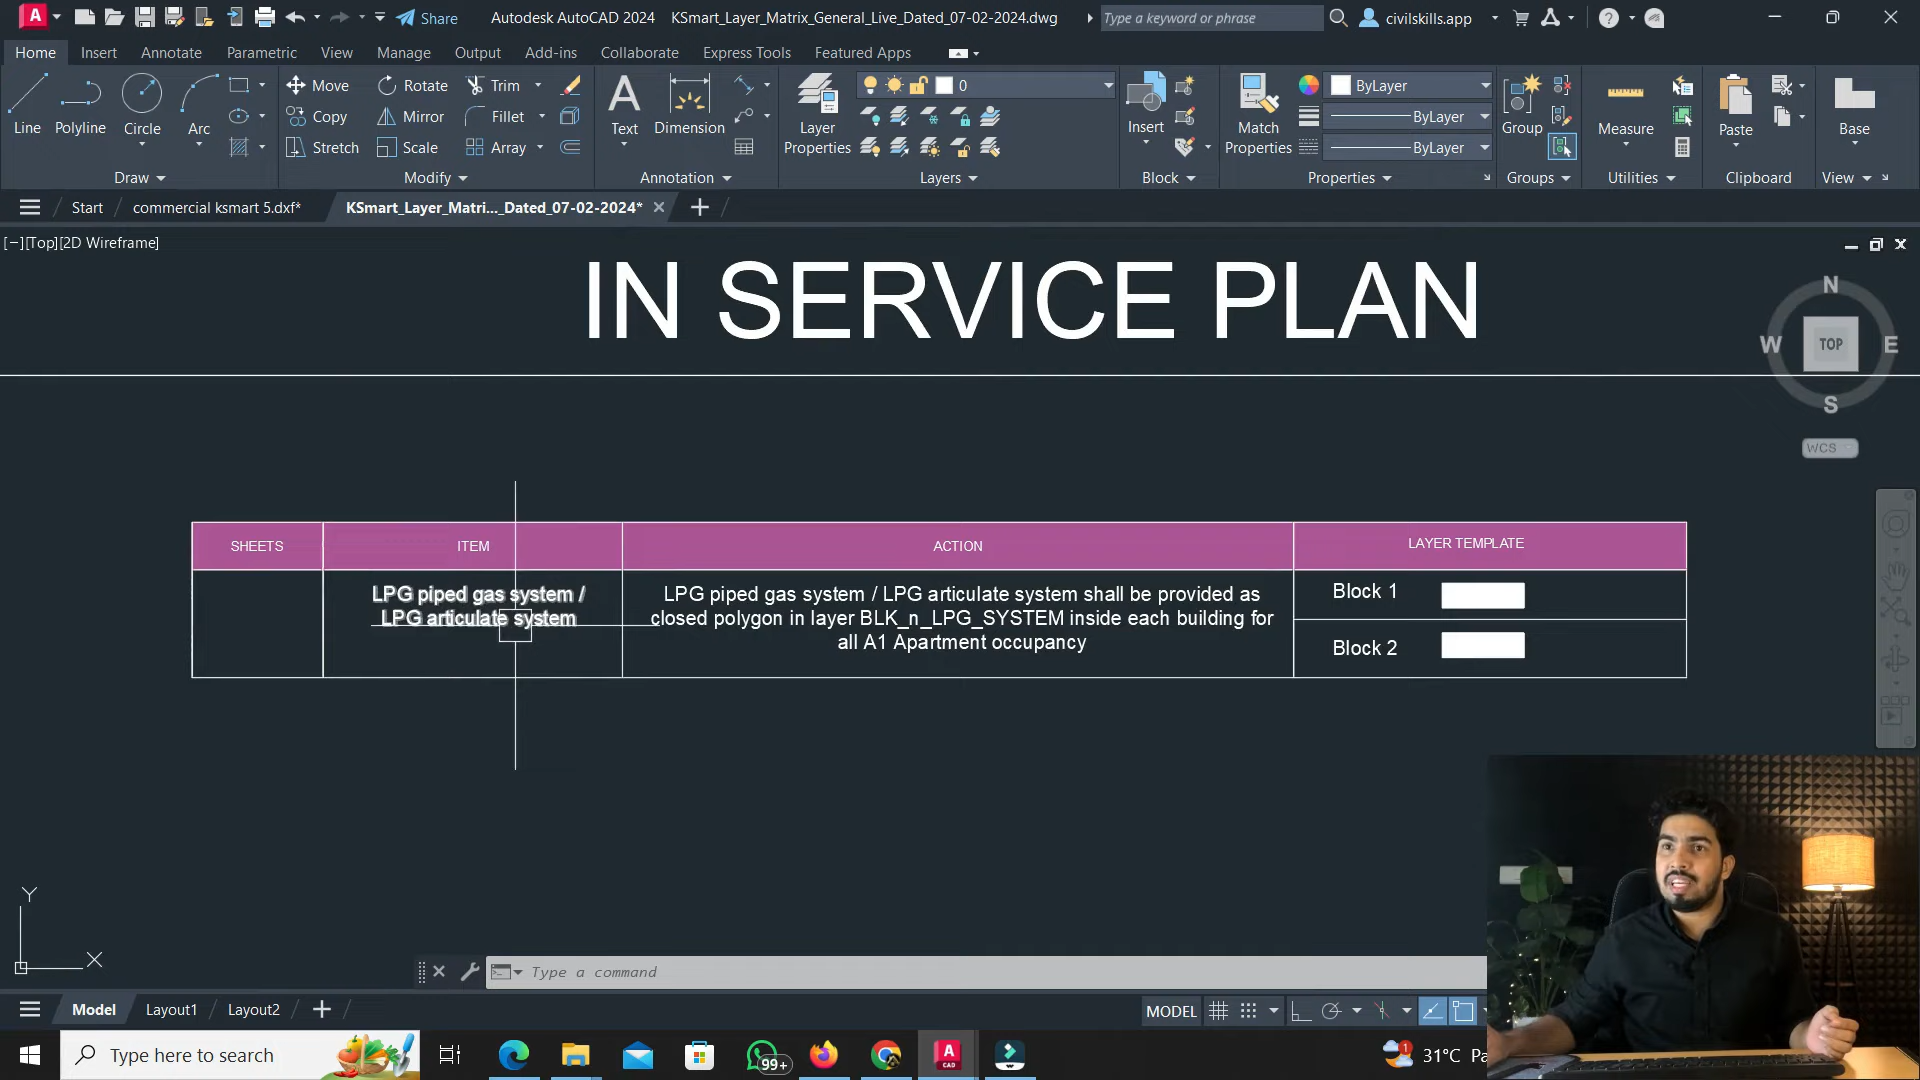 Share
Autodesk AutoCAD 2024 KSmart_Layer_Matrix_General_Live_Dated_07-02-2024.dwg
Type a keyword or phrase
civilskills.app
Home Insert Annotate Parametric View Manage Output Add-ins Collaborate Express Tools Featured Apps
Line
Polyline
Circle
Arc
Draw
Move
Rotate
Trim
Copy
Mirror
Fillet
Stretch
Scale
Array
Modify
Text
Dimension
Annotation
Layer
Properties
0
Layers
Insert
Block
Match
Properties
ByLayer
ByLayer
ByLayer
Properties
Group
Groups
Measure
Utilities
Paste
Clipboard
Base
View
Start
commercial ksmart 5.dxf*
KSmart_Layer_Matri..._Dated_07-02-2024*
[−][Top][2D Wireframe]
IN SERVICE PLAN
N
W TOP E
S
WCS
SHEETS ITEM ACTION LAYER TEMPLATE
LPG piped gas system /
LPG articulate system
LPG piped gas system / LPG articulate system shall be provided as
closed polygon in layer BLK_n_LPG_SYSTEM inside each building for
all A1 Apartment occupancy
Block 1
Block 2
Y
X
Type a command
Model Layout1 Layout2
MODEL
Type here to search
99+
A
CAD
1
31°C Pa